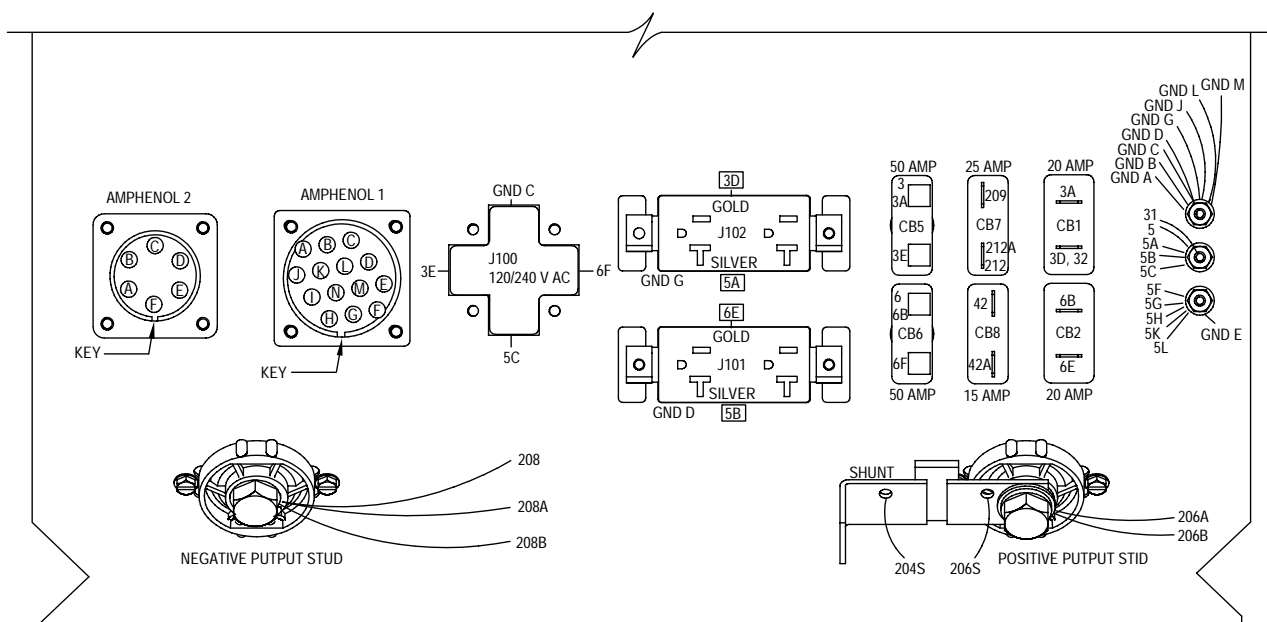 GND L GND M
GND J
GND G
GND D
GND C
GND B
GND A
AMPHENOL 2
C
B D
A E
F
KEY
AMPHENOL 1
A B C
J K L D
I N M E
H G F
KEY
GND C
J100
120/240 V AC
3E
6F
5C
3D
GOLD
J102
SILVER
GND G
5A
6E
GOLD
J101
SILVER
GND D
5B
50 AMP
3
3A
CB5
3E
6
6B
CB6
6F
50 AMP
25 AMP
209
CB7
212A
212
42
CB8
42A
15 AMP
20 AMP
3A
CB1
3D, 32
6B
CB2
6E
20 AMP
31
5
5A
5B
5C
5F
5G
5H
5K
5L
GND E
208
208A
208B
NEGATIVE PUTPUT STUD
SHUNT
204S
206S
206A
206B
POSITIVE PUTPUT STID